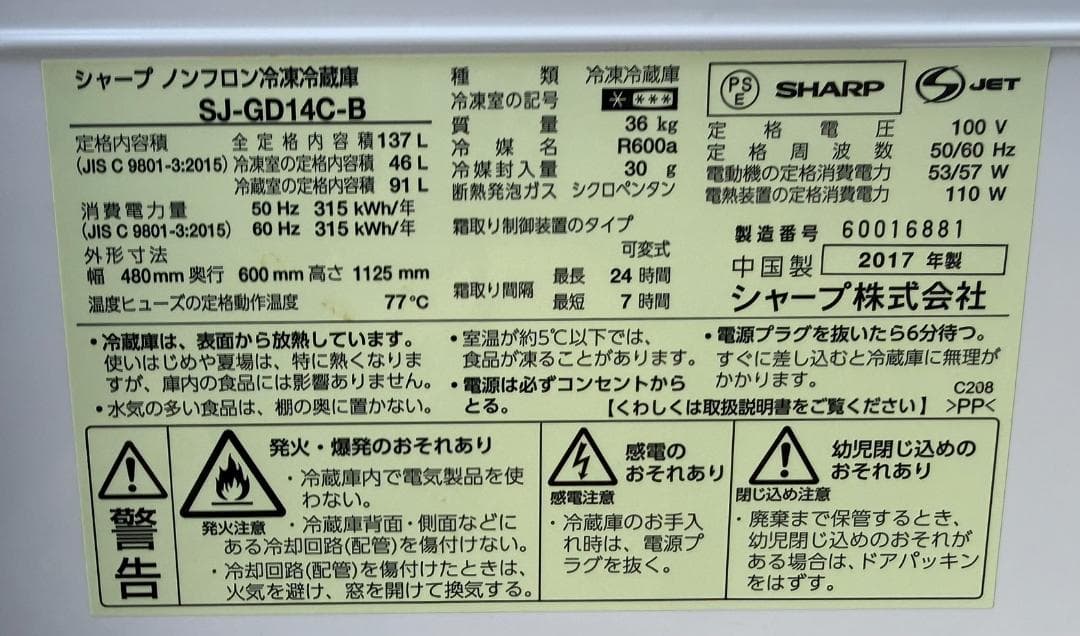 シャープ ノンフロン冷凍冷蔵庫
SJ-GD14C-B
定格内容積 全定格内容積 137 L
(JIS C 9801-3:2015) 冷凍室の定格内容積 46 L
冷蔵室の定格内容積 91 L
消費電力量 50 Hz 315 kWh/年
(JIS C 9801-3:2015) 60 Hz 315 kWh/年
外形寸法
幅 480mm 奥行 600mm 高さ 1125 mm
温度ヒューズの定格動作温度 77℃
種類 冷凍冷蔵庫
冷凍室の記号 * ***
質量 36 kg
冷媒名 R600a
冷媒封入量 30 g
断熱発泡ガス シクロペンタン
霜取り制御装置のタイプ
可変式
霜取り間隔 最長 24 時間
最短 7 時間
PSE SHARP JET
定格電圧 100 V
定格周波数 50/60 Hz
電動機の定格消費電力 53/57 W
電熱装置の定格消費電力 110 W
製造番号 60016881
中国製 2017 年製
シャープ株式会社
・冷蔵庫は、表面から放熱しています。
使いはじめや夏場は、特に熱くなりま
すが、庫内の食品には影響ありません。
・水気の多い食品は、棚の奥に置かない。
・室温が約5℃以下では、
食品が凍ることがあります。
・電源は必ずコンセントから
とる。
・電源プラグを抜いたら6分待つ。
すぐに差し込むと冷蔵庫に無理が
かかります。
C208
【くわしくは取扱説明書をご覧ください】 >PP<
警告
発火・爆発のおそれあり
発火注意
・冷蔵庫内で電気製品を使
わない。
・冷蔵庫背面・側面などに
ある冷却回路(配管)を傷付けない。
・冷却回路(配管)を傷付けたときは、
火気を避け、窓を開けて換気する。
感電の
おそれあり
感電注意
・冷蔵庫のお手入
れ時は、電源プ
ラグを抜く。
幼児閉じ込めの
おそれあり
閉じ込め注意
・廃棄まで保管するとき、
幼児閉じ込めのおそれが
ある場合は、ドアパッキン
をはずす。